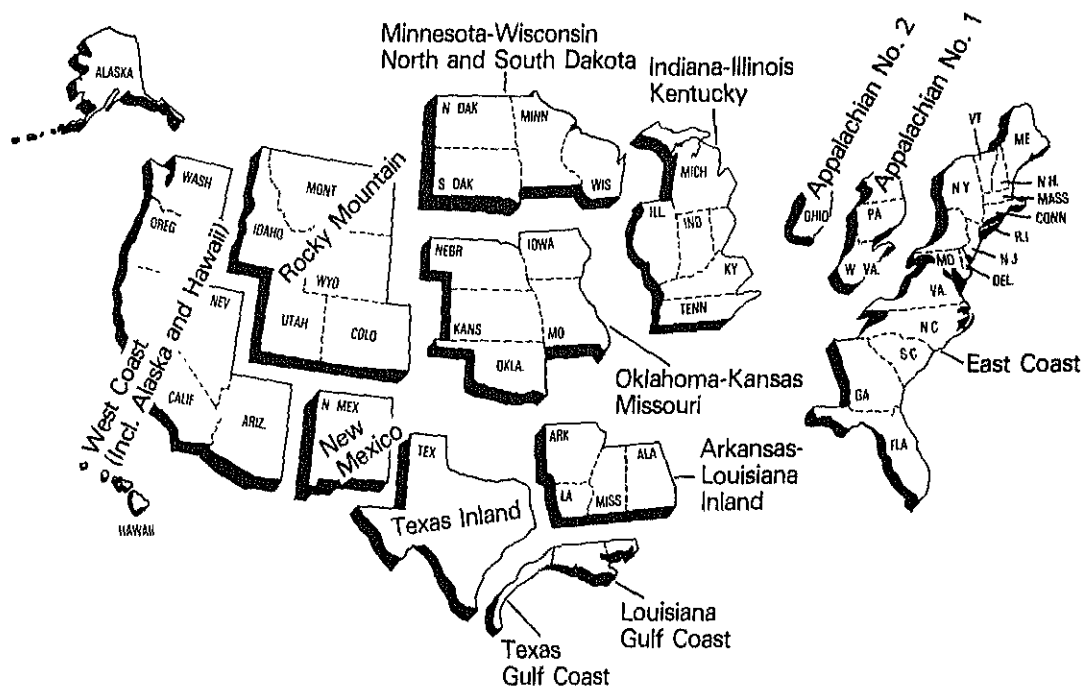 Minnesota-Wisconsin
North and South Dakota
Indiana-Illinois
Kentucky
Appalachian No. 2
Appalachian No. 1
ALASKA
N DAK
MINN
S DAK
WIS
MICH
ILL.
IND
KY
TENN
OHIO
PA
W VA.
VT
ME
N Y
N.H.
MASS
CONN
R.I
N J
DEL.
MD
VA.
N C
S C
GA
FLA
East Coast
WASH
OREG
NEV
CALIF
ARIZ.
West Coast
(Incl. Alaska and Hawaii)
HAWAII
MONT
IDAHO
WYO
UTAH
COLO
Rocky Mountain
NEBR
IOWA
KANS
MO
OKLA.
Oklahoma-Kansas
Missouri
N MEX
New
Mexico
TEX
Texas Inland
ARK
LA
MISS
ALA
Arkansas-
Louisiana
Inland
Louisiana
Gulf Coast
Texas
Gulf Coast